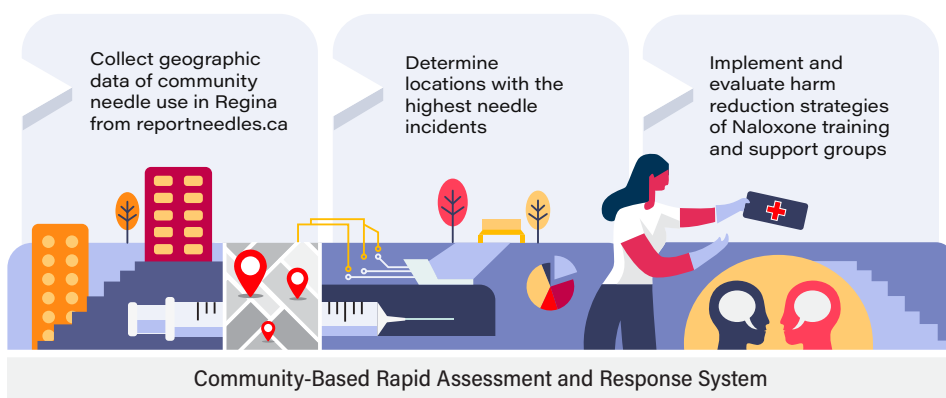 Collect geographic
data of community
needle use in Regina
from reportneedles.ca
Determine
locations with the
highest needle
incidents
Implement and
evaluate harm
reduction strategies
of Naloxone training
and support groups
Community-Based Rapid Assessment and Response System